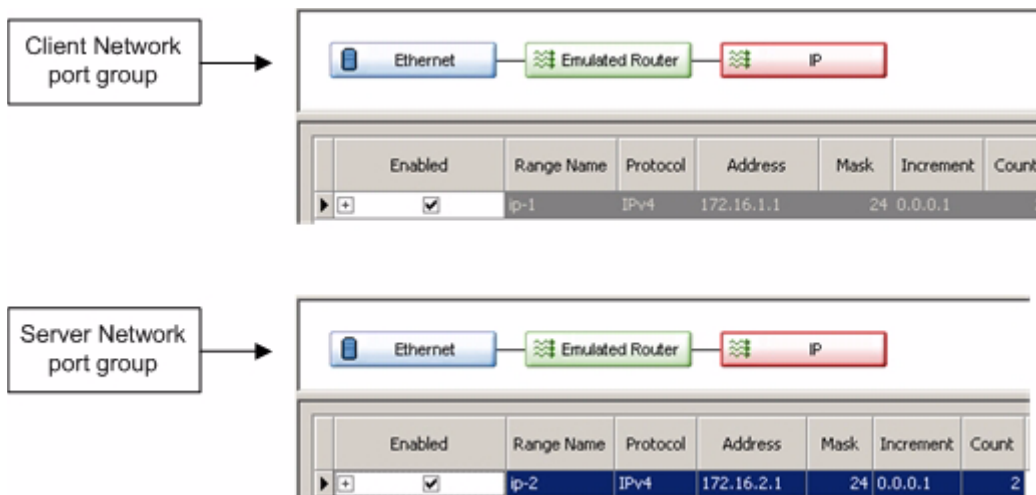 Client Network
port group
Ethernet Emulated Router IP
Enabled Range Name Protocol Address Mask Increment Count
ip-1 IPv4 172.16.1.1 24 0.0.0.1
Server Network
port group
Ethernet Emulated Router IP
Enabled Range Name Protocol Address Mask Increment Count
ip-2 IPv4 172.16.2.1 24 0.0.0.1 2